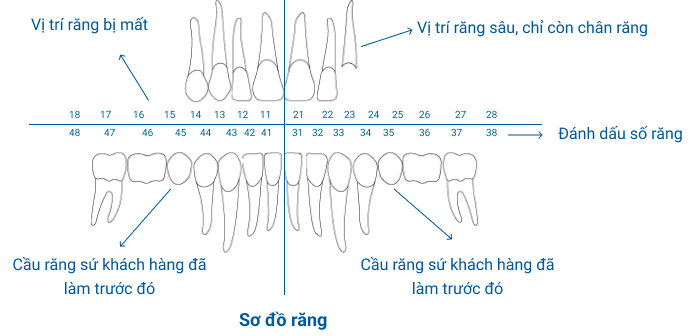 Vị trí răng bị mất
Vị trí răng sâu, chỉ còn chân răng
18 17 16 15 14 13 12 11 21 22 23 24 25 26 27 28
48 47 46 45 44 43 42 41 31 32 33 34 35 36 37 38
Đánh dấu số răng
Cầu răng sứ khách hàng đã
làm trước đó
Cầu răng sứ khách hàng đã
làm trước đó
Sơ đồ răng